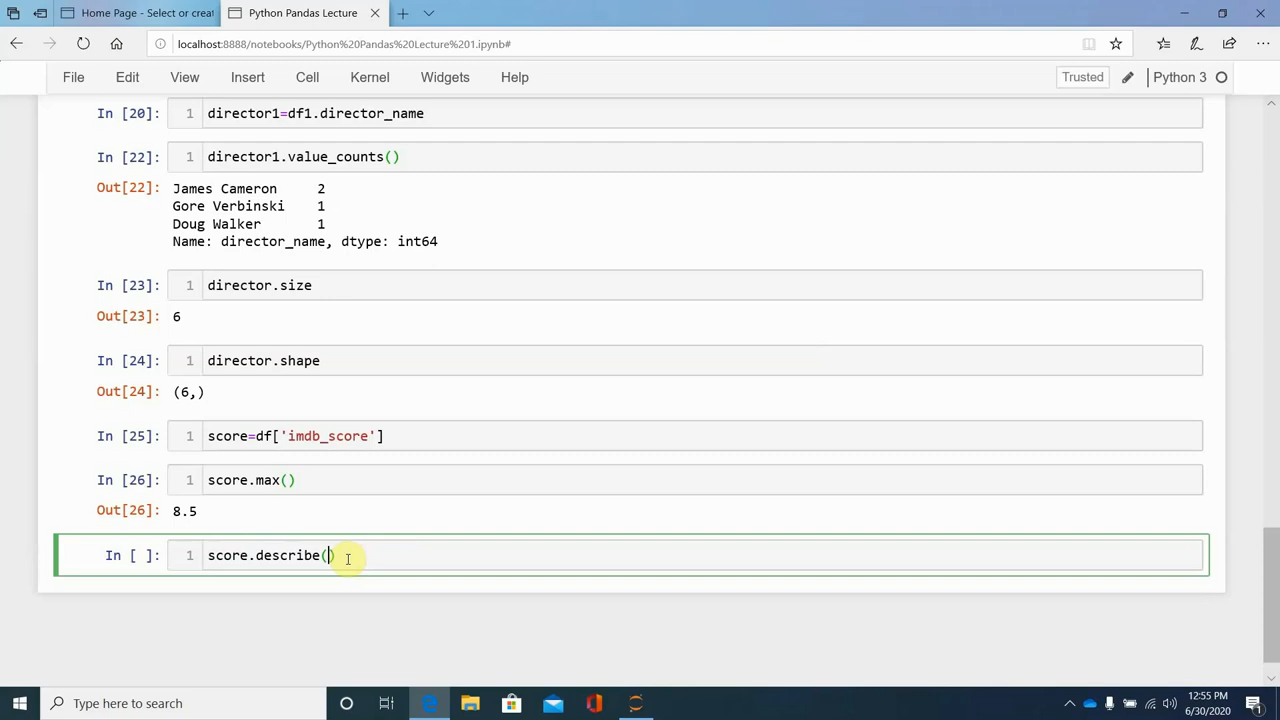 Home Page - Select or creat
Python Pandas Lecture
localhost:8888/notebooks/Python%20Pandas%20Lecture%201.ipynb#
File Edit View Insert Cell Kernel Widgets Help Trusted Python 3
In [20]: 1 director1=df1.director_name
In [22]: 1 director1.value_counts()
Out[22]: James Cameron 2
Gore Verbinski 1
Doug Walker 1
Name: director_name, dtype: int64
In [23]: 1 director.size
Out[23]: 6
In [24]: 1 director.shape
Out[24]: (6,)
In [25]: 1 score=df['imdb_score']
In [26]: 1 score.max()
Out[26]: 8.5
In [ ]: 1 score.describe()
Type here to search
12:55 PM
6/30/2020
1